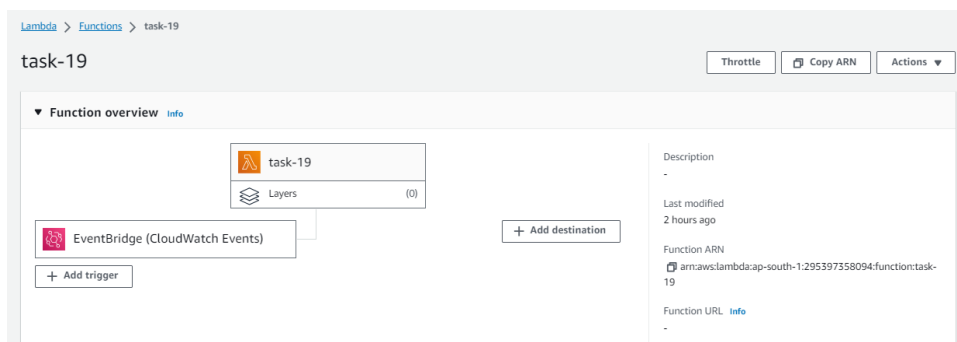 Lambda > Functions > task-19
task-19
Throttle Copy ARN Actions ▼
▼ Function overview Info
task-19
Layers (0)
EventBridge (CloudWatch Events)
+ Add trigger
+ Add destination
Description
-
Last modified
2 hours ago
Function ARN
arn:aws:lambda:ap-south-1:295397358094:function:task-
19
Function URL Info
-